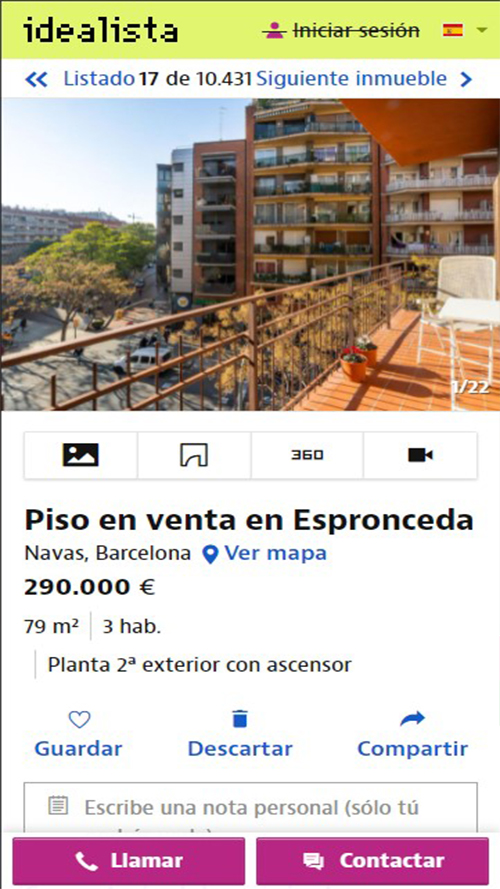 idealista
Iniciar sesión
Listado 17 de 10.431 Siguiente inmueble
1/22
360
Piso en venta en Espronceda
Navas, Barcelona Ver mapa
290.000 €
79 m² 3 hab.
Planta 2ª exterior con ascensor
Guardar Descartar Compartir
Escribe una nota personal (sólo tú
Llamar Contactar